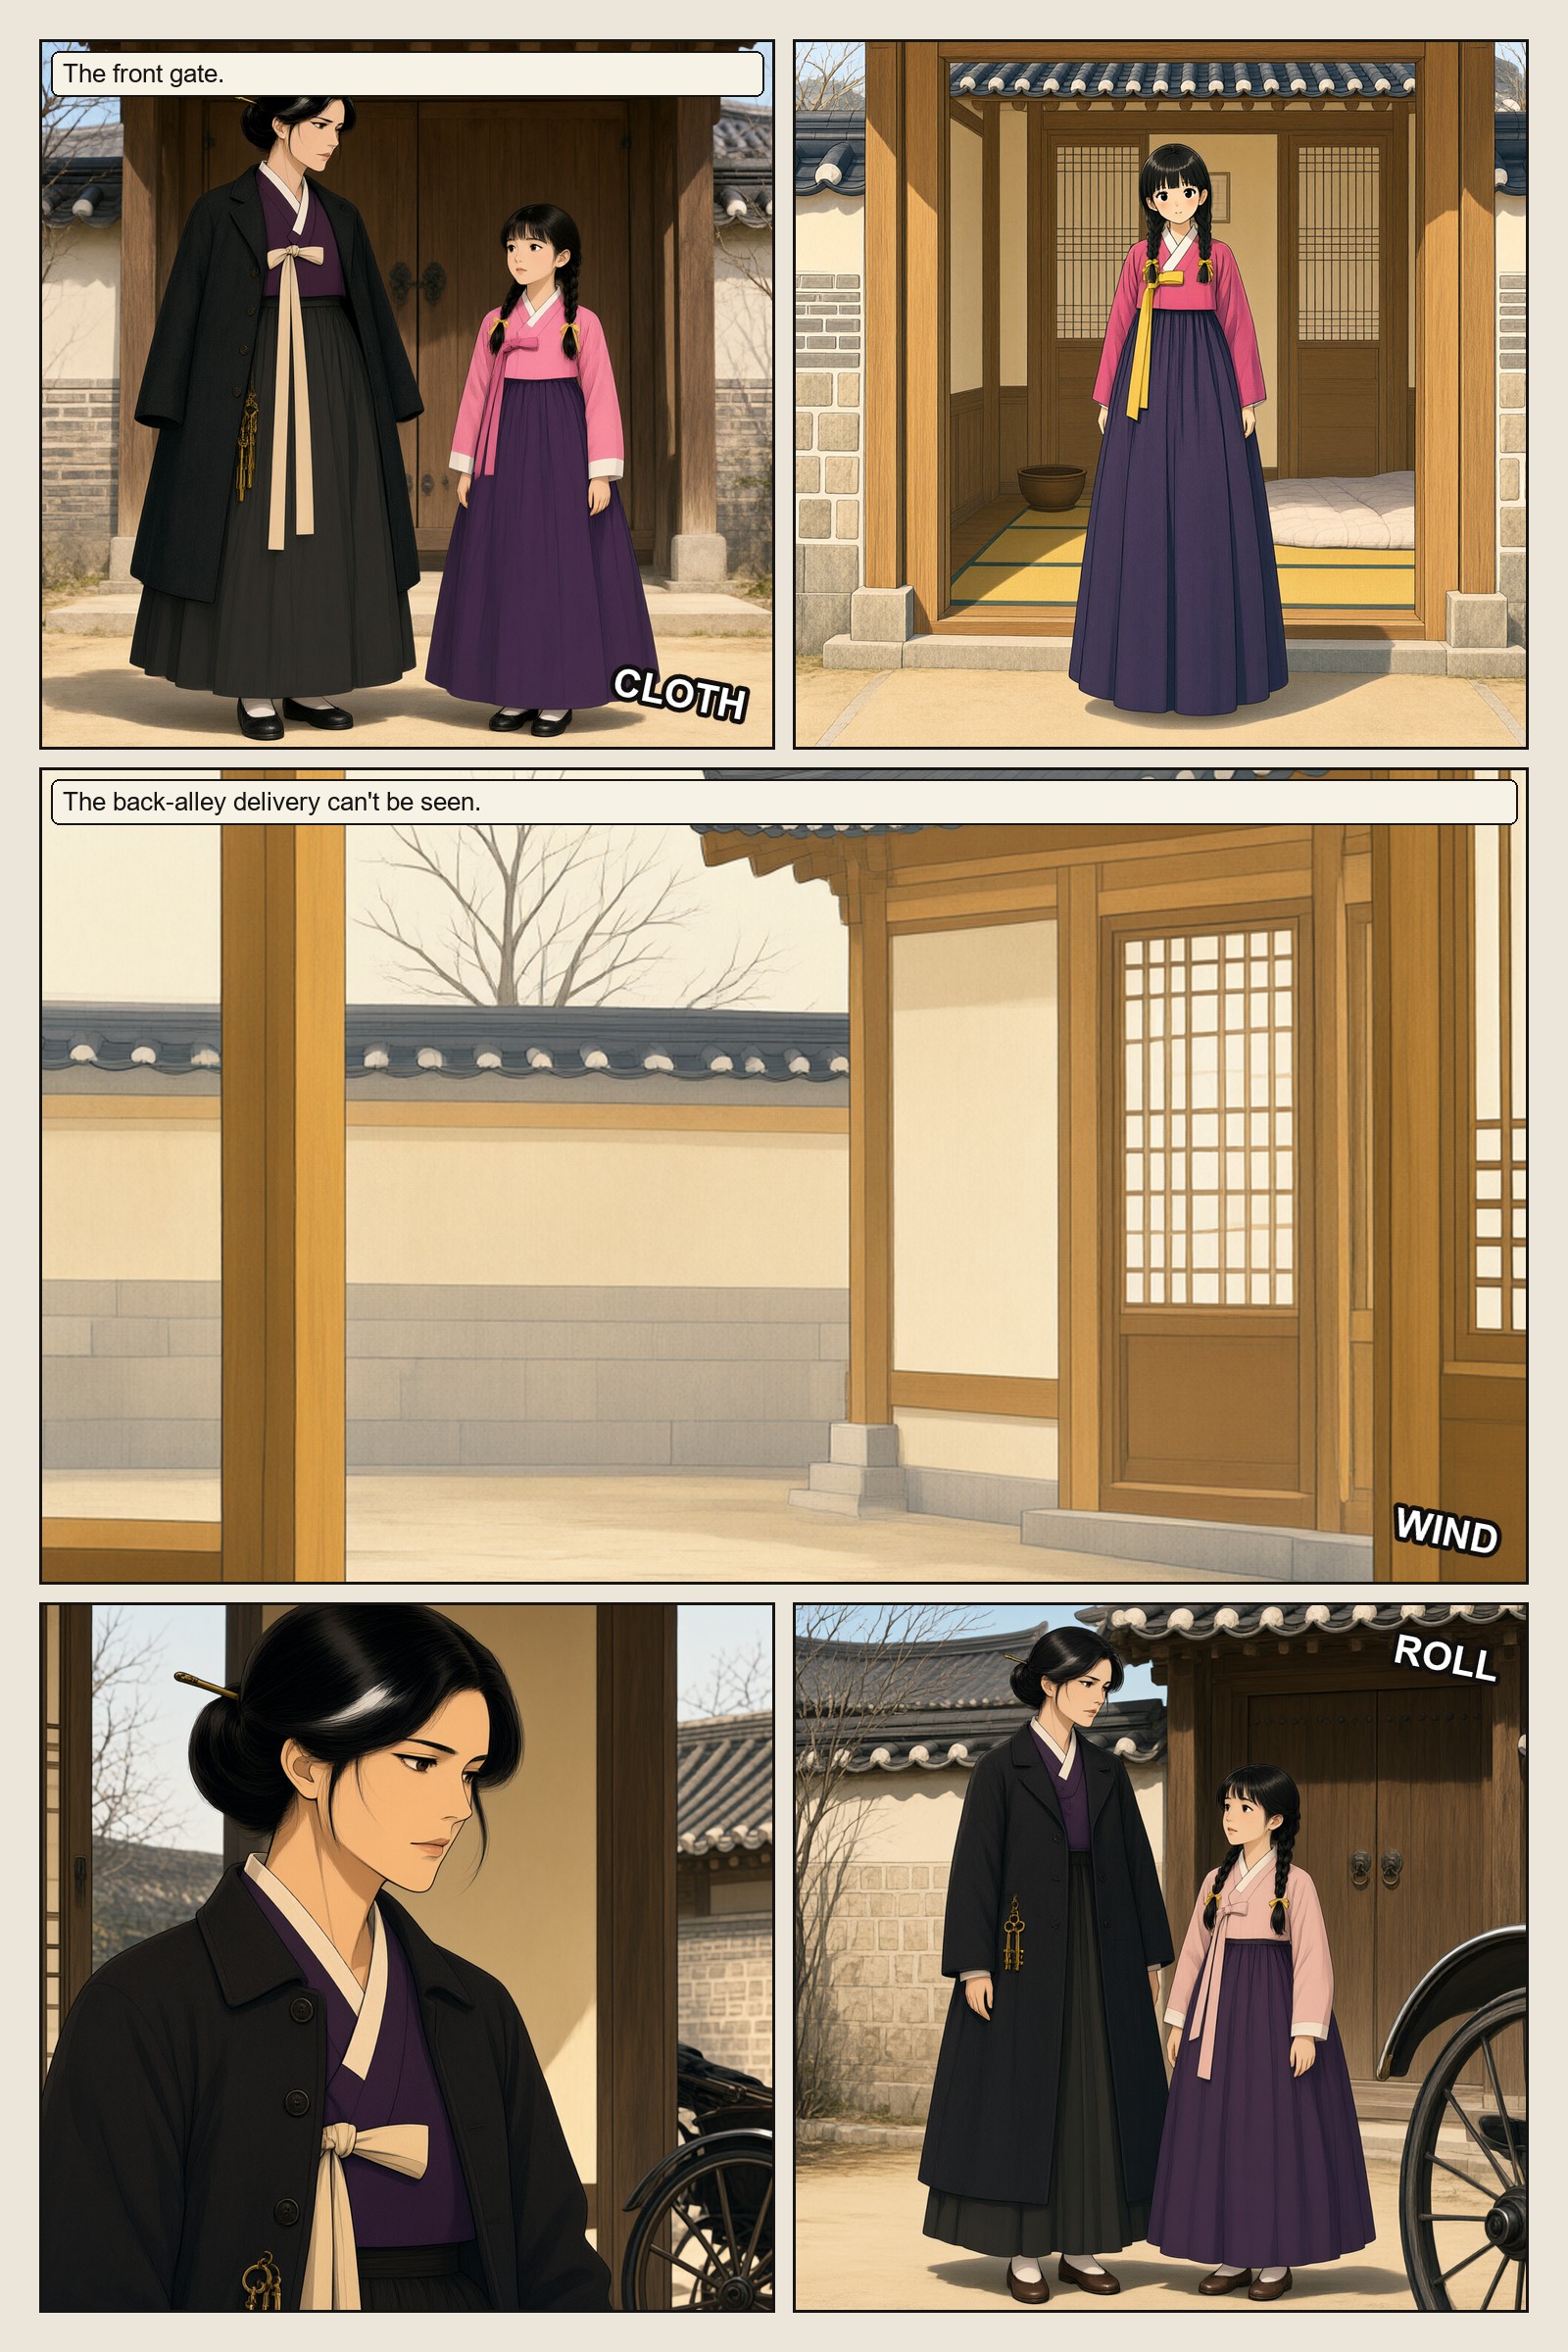 The front gate.
CLOTH
The back-alley delivery can't be seen.
WIND
ROLL